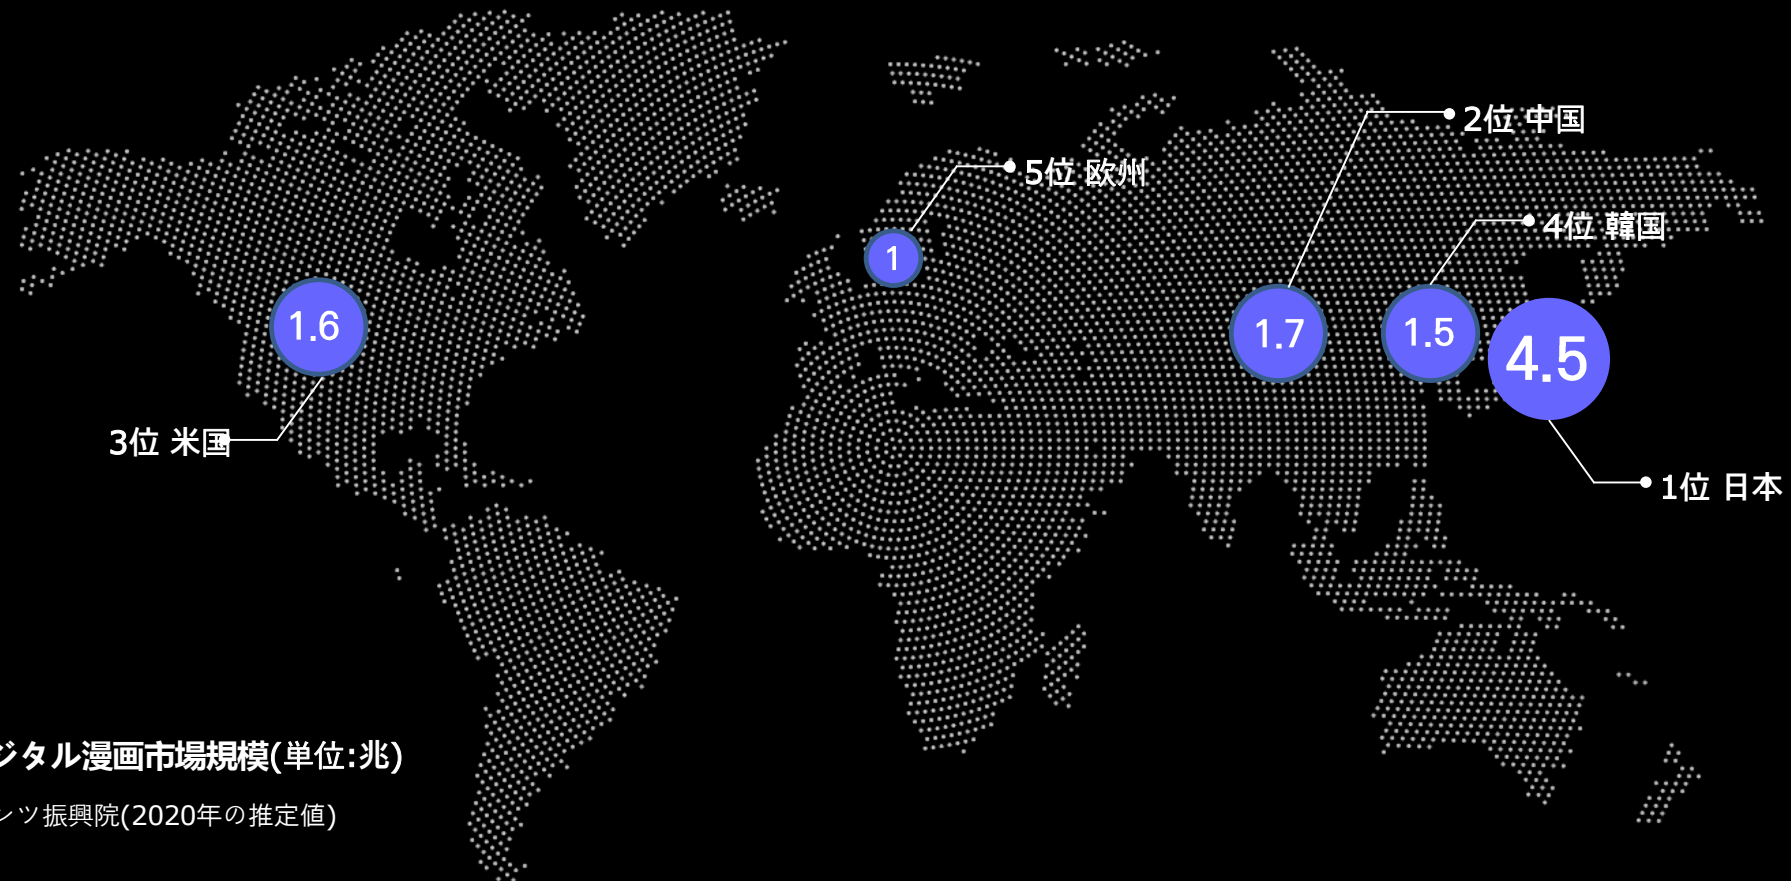 2位 中国
5位 欧州
4位 韓国
1
1.6
1.7
1.5
4.5
3位 米国
1位 日本
ジタル漫画市場規模(単位:兆)
ンツ振興院(2020年の推定値)